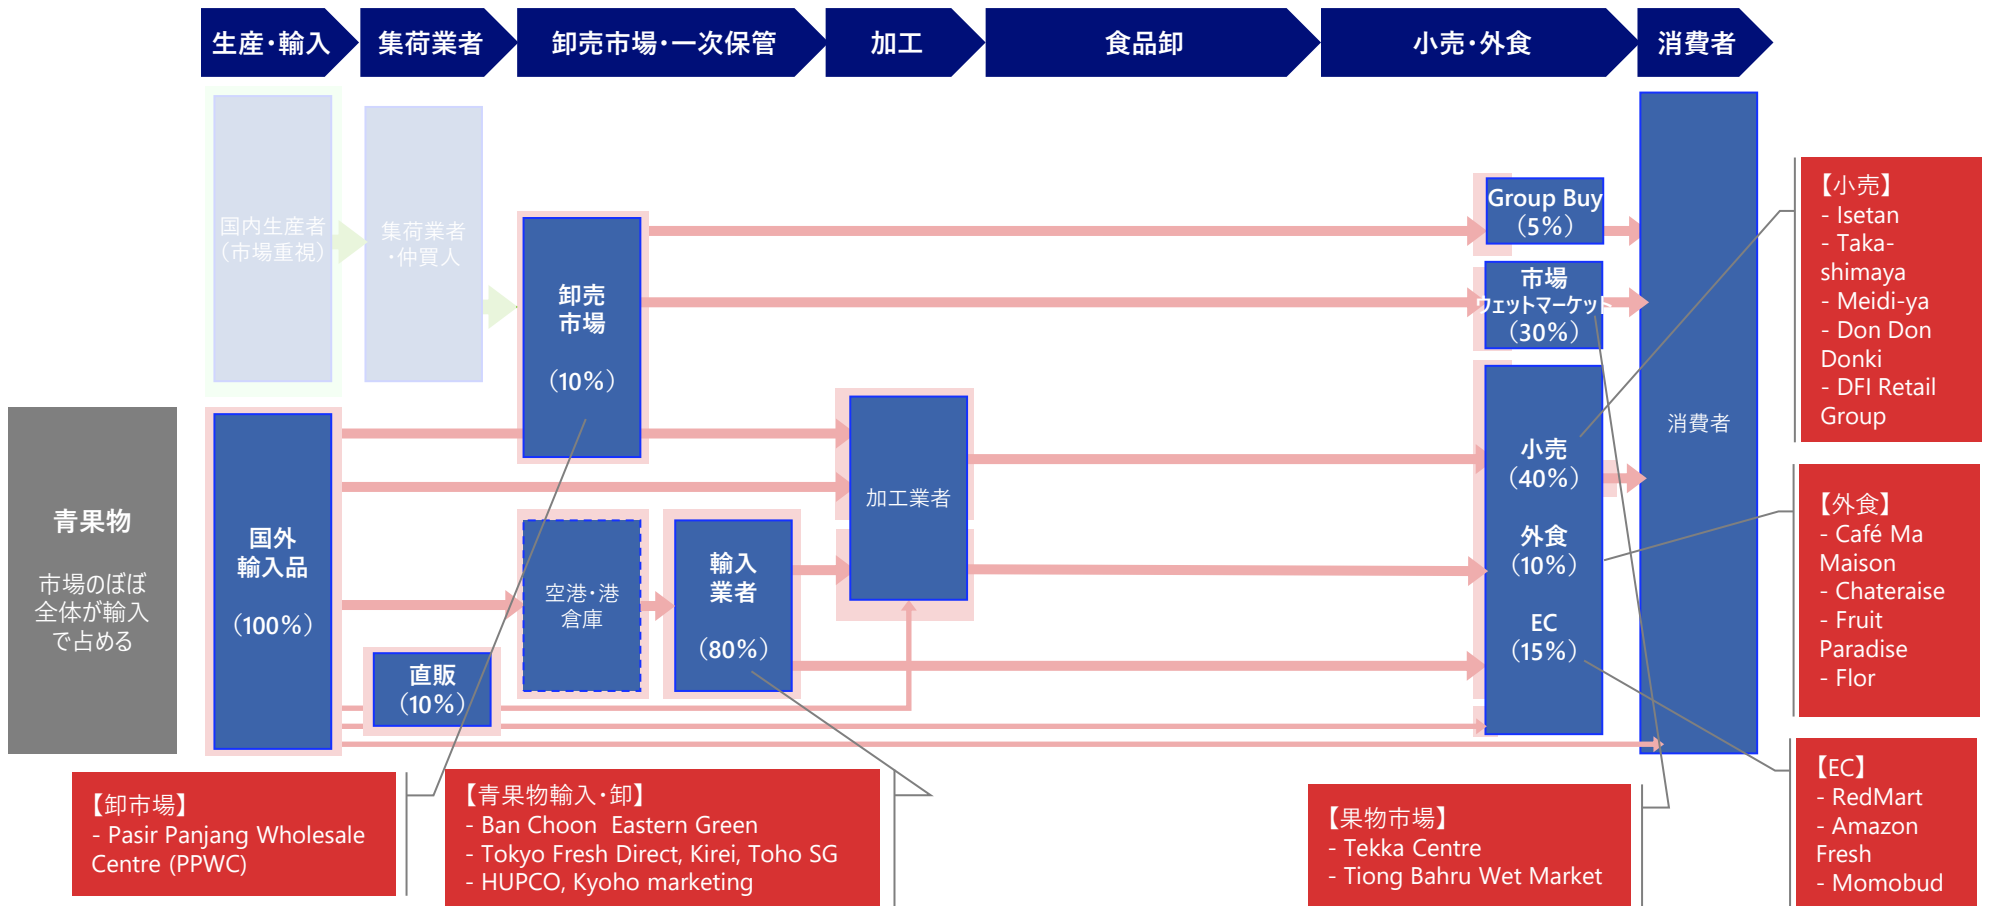 生産・輸入
集荷業者
卸売市場・一次保管
加工
食品卸
小売・外食
消費者
国内生産者
（市場重視）
集荷業者
・仲買人
卸売
市場
（10%）
Group Buy
（5%）
市場
ウェットマーケット
（30%）
小売
（40%）
外食
（10%）
EC
（15%）
消費者
加工業者
青果物
市場のぼぼ
全体が輸入
で占める
国外
輸入品
（100%）
直販
（10%）
空港・港
倉庫
輸入
業者
（80%）
【小売】
- Isetan
- Taka-
shimaya
- Meidi-ya
- Don Don
Donki
- DFI Retail
Group
【外食】
- Café Ma
Maison
- Chateraise
- Fruit
Paradise
- Flor
【EC】
- RedMart
- Amazon
Fresh
- Momobud
【卸市場】
- Pasir Panjang Wholesale
Centre (PPWC)
【青果物輸入・卸】
- Ban Choon  Eastern Green
- Tokyo Fresh Direct, Kirei, Toho SG
- HUPCO, Kyoho marketing
【果物市場】
- Tekka Centre
- Tiong Bahru Wet Market